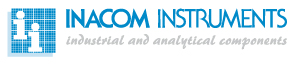 INACOM INSTRUMENTS
industrial and analytical components